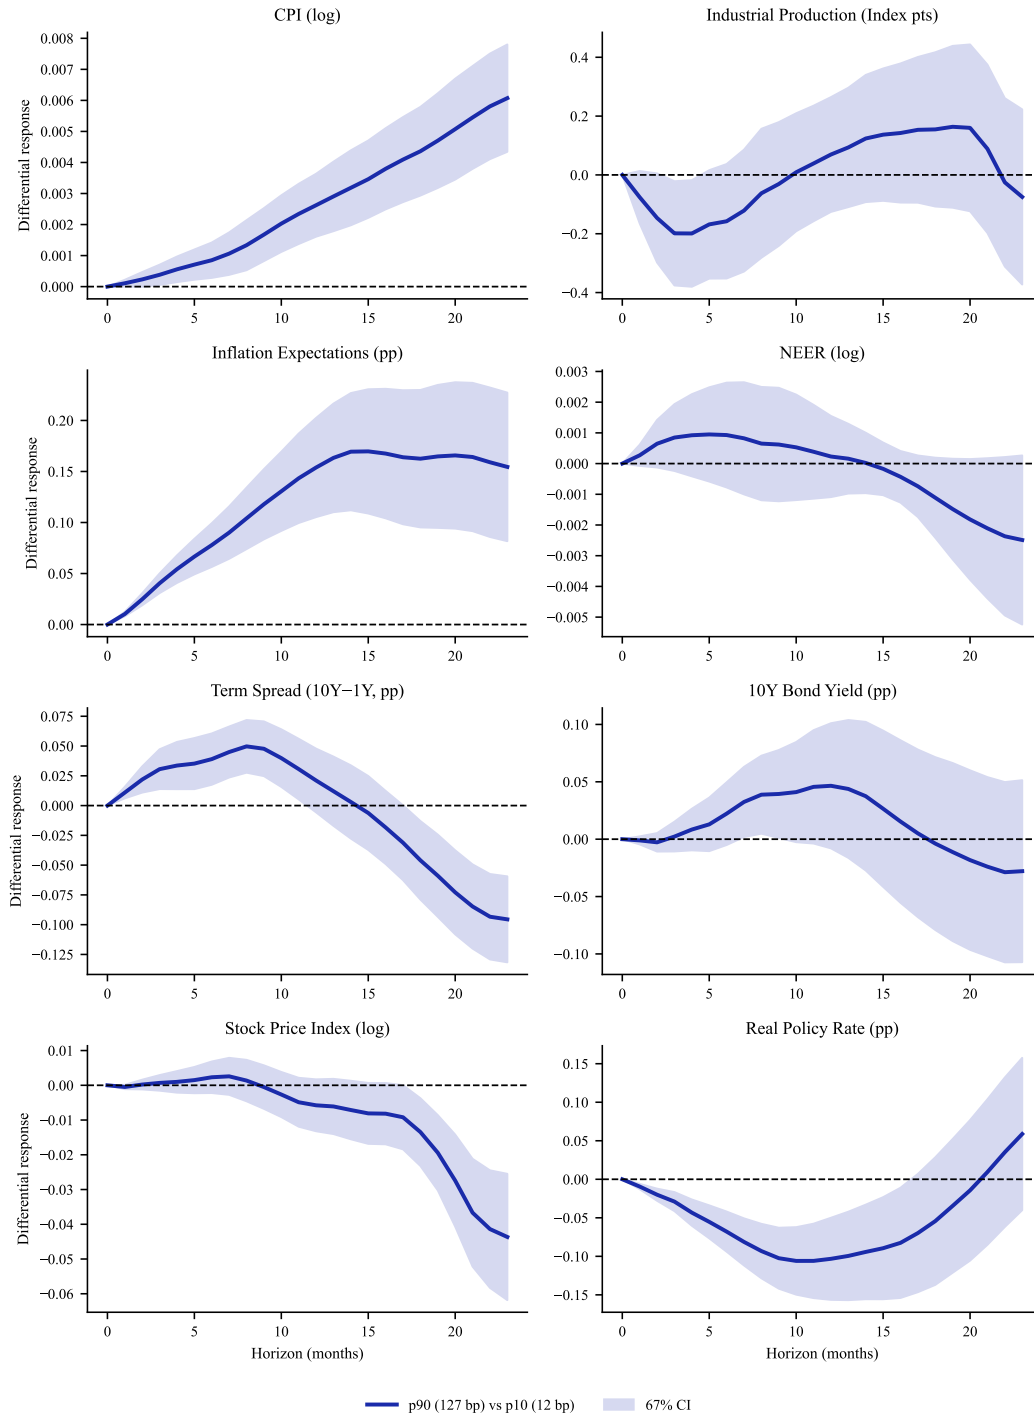 CPI (log)
0.008
0.007
0.006
0.005
0.004
0.003
0.002
0.001
0.000
Differential response
0 5 10 15 20
Industrial Production (Index pts)
0.4
0.2
0.0
−0.2
−0.4
0 5 10 15 20
Inflation Expectations (pp)
0.20
0.15
0.10
0.05
0.00
Differential response
0 5 10 15 20
NEER (log)
0.003
0.002
0.001
0.000
−0.001
−0.002
−0.003
−0.004
−0.005
0 5 10 15 20
Term Spread (10Y−1Y, pp)
0.075
0.050
0.025
0.000
−0.025
−0.050
−0.075
−0.100
−0.125
Differential response
0 5 10 15 20
10Y Bond Yield (pp)
0.10
0.05
0.00
−0.05
−0.10
0 5 10 15 20
Stock Price Index (log)
0.01
0.00
−0.01
−0.02
−0.03
−0.04
−0.05
−0.06
Differential response
0 5 10 15 20
Horizon (months)
Real Policy Rate (pp)
0.15
0.10
0.05
0.00
−0.05
−0.10
−0.15
0 5 10 15 20
Horizon (months)
p90 (127 bp) vs p10 (12 bp)
67% CI